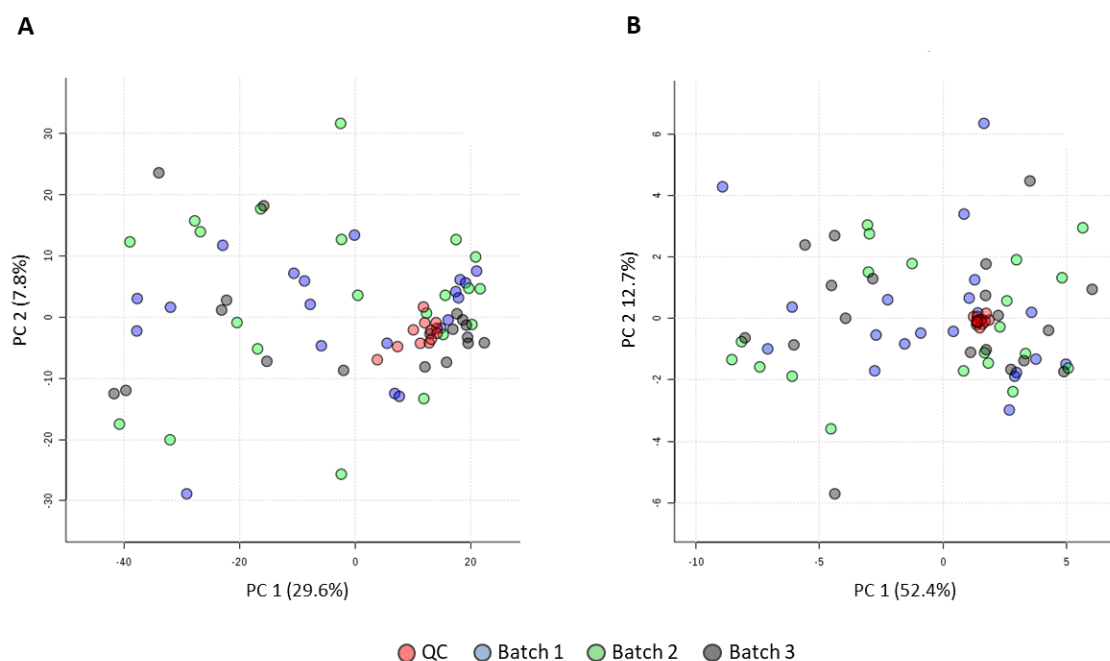 A
B
30
20
10
0
-10
-20
-30
PC 2 (7.8%)
-40
-20
0
20
PC 1 (29.6%)
6
4
2
0
-2
-4
-6
PC 2 12.7%)
-10
-5
0
5
PC 1 (52.4%)
QC
Batch 1
Batch 2
Batch 3